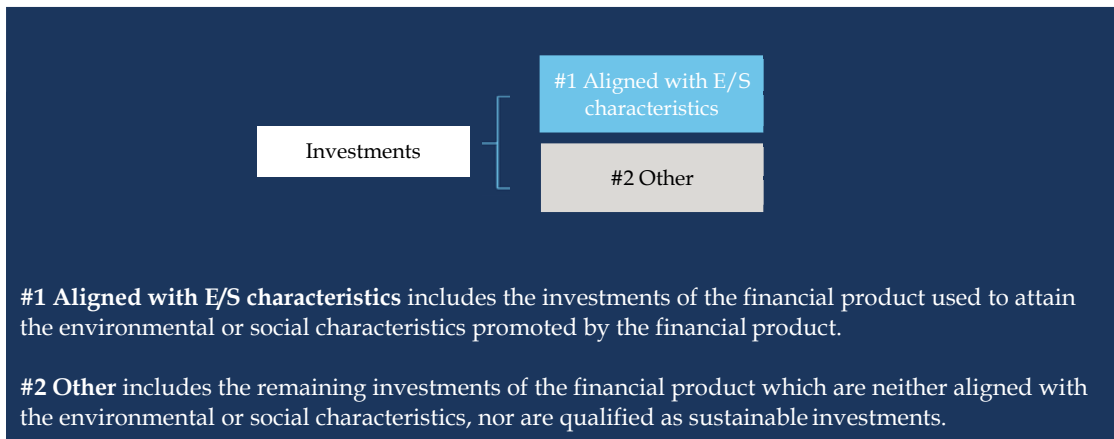 #1 Aligned with E/S
characteristics
Investments
#2 Other
#1 Aligned with E/S characteristics includes the investments of the financial product used to attain
the environmental or social characteristics promoted by the financial product.
#2 Other includes the remaining investments of the financial product which are neither aligned with
the environmental or social characteristics, nor are qualified as sustainable investments.